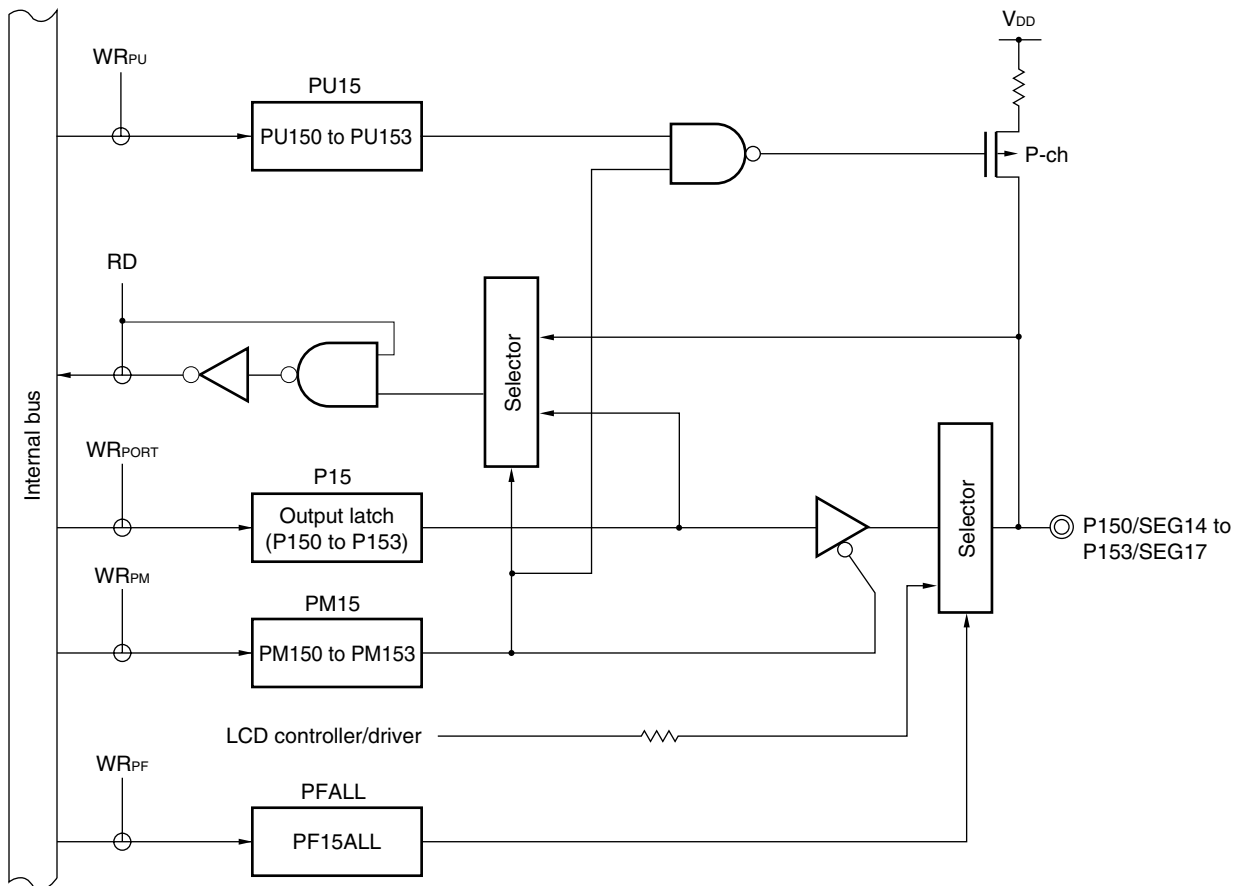 VDD
WRPU
PU15
PU150 to PU153
P-ch
RD
Selector
Internal bus
WRPORT
P15
Output latch
(P150 to P153)
Selector
P150/SEG14 to
P153/SEG17
WRPM
PM15
PM150 to PM153
LCD controller/driver
WRPF
PFALL
PF15ALL